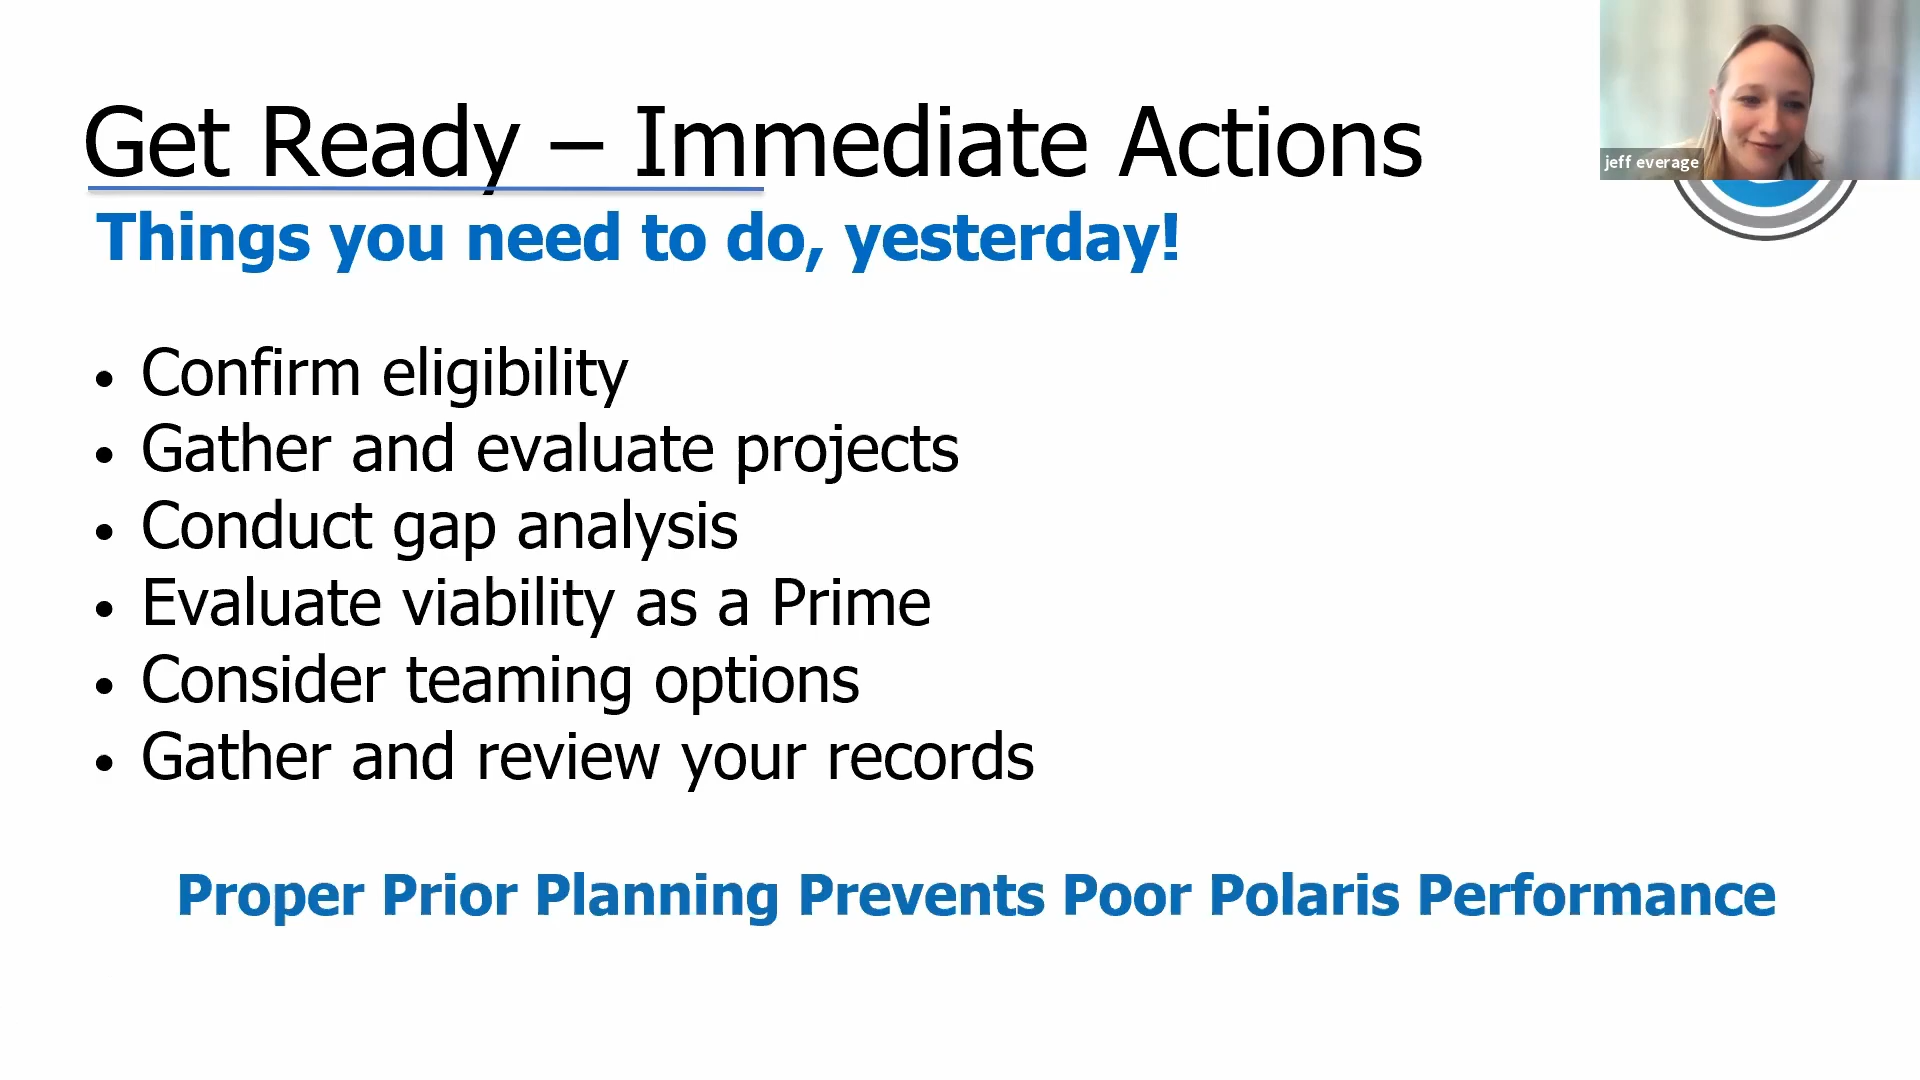 Get Ready – Immediate Actions
jeff everage
Things you need to do, yesterday!
• Confirm eligibility
• Gather and evaluate projects
• Conduct gap analysis
• Evaluate viability as a Prime
• Consider teaming options
• Gather and review your records
Proper Prior Planning Prevents Poor Polaris Performance